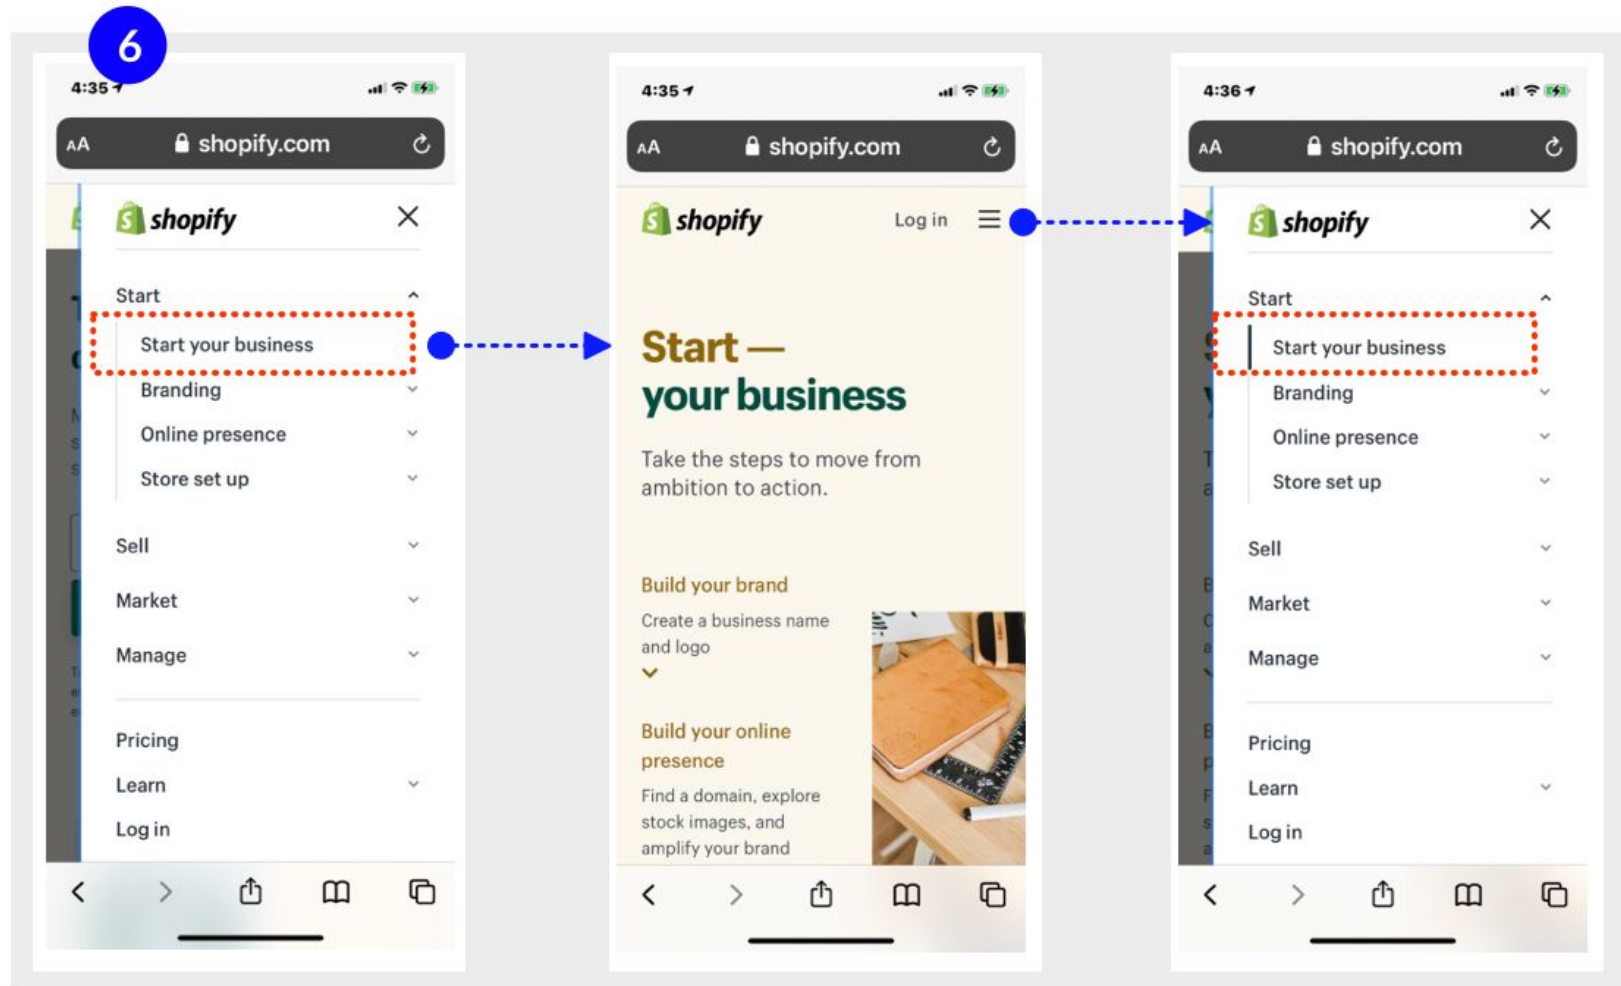 6
4:35
AA shopify.com
shopify
Start
Start your business
Branding
Online presence
Store set up
Sell
Market
Manage
Pricing
Learn
Log in
4:35
AA shopify.com
shopify Log in
Start —
your business
Take the steps to move from
ambition to action.
Build your brand
Create a business name
and logo
Build your online
presence
Find a domain, explore
stock images, and
amplify your brand
4:36
AA shopify.com
shopify
Start
Start your business
Branding
Online presence
Store set up
Sell
Market
Manage
Pricing
Learn
Log in